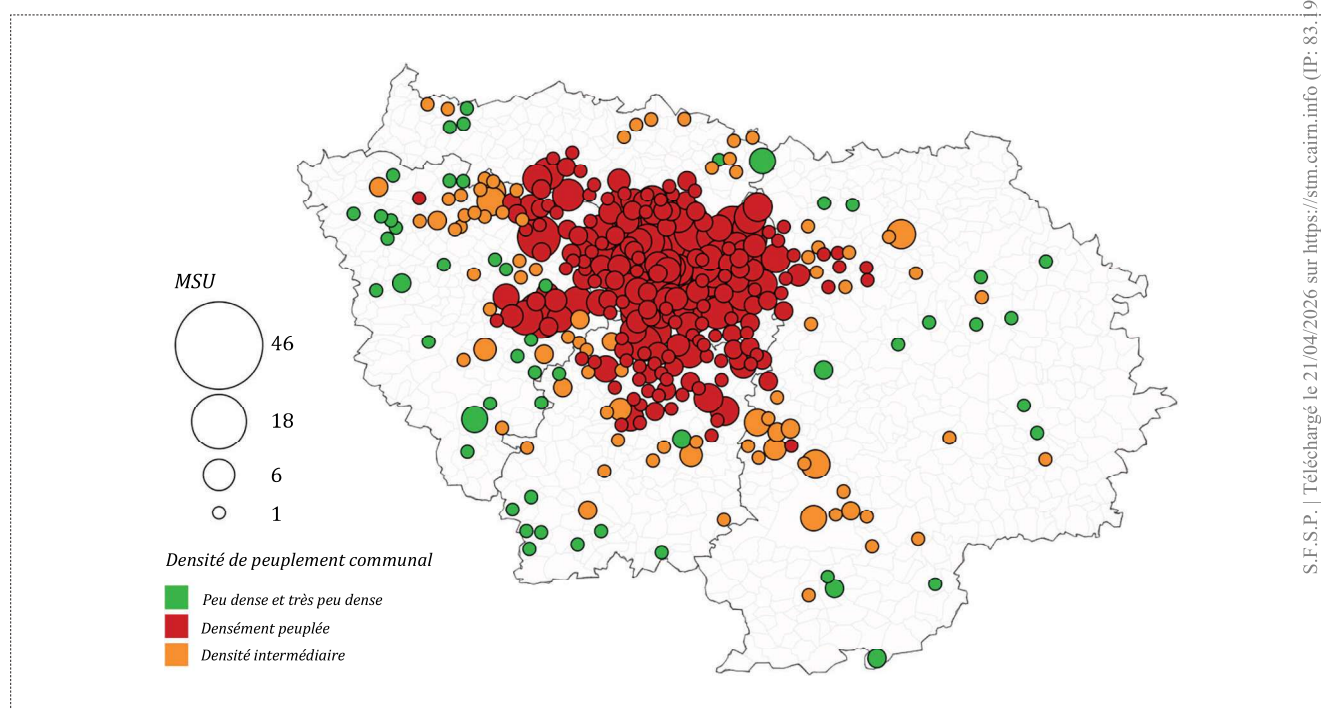 MSU
46
18
6
1
Densité de peuplement communal
Peu dense et très peu dense
Densément peuplée
Densité intermédiaire
S.F.S.P. | Téléchargé le 21/04/2026 sur https://stm.cairn.info (IP: 83.19